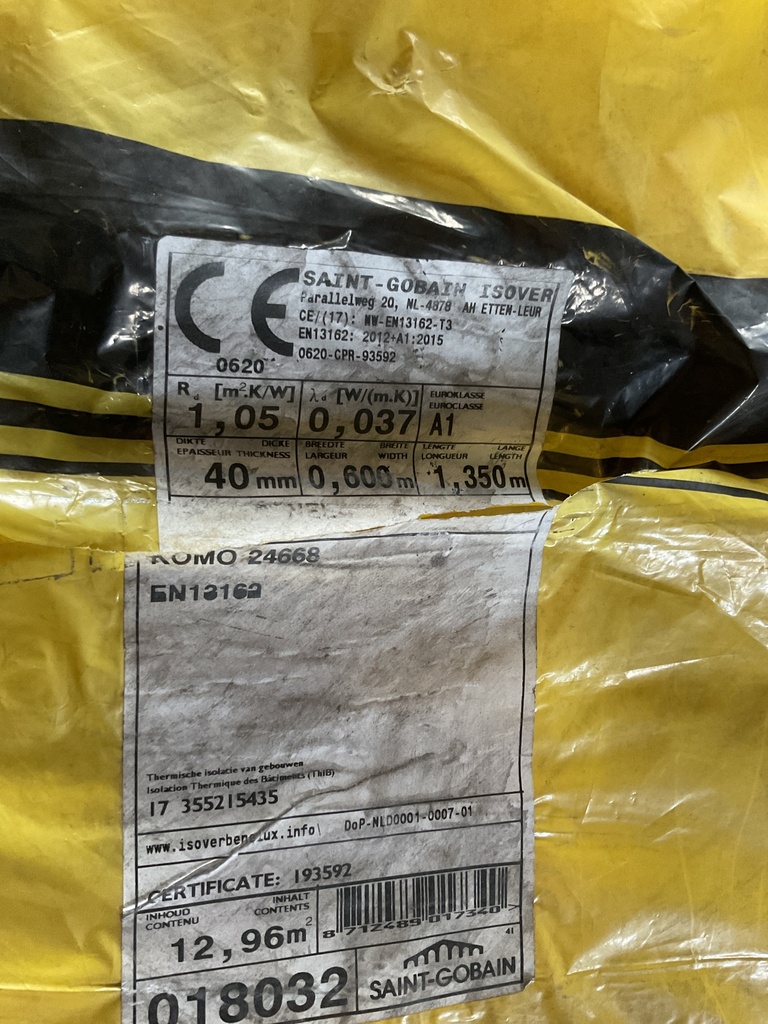 CE
0620
SAINT-GOBAIN ISOVER
Parallelweg 20, NL-4878 AH ETTEN-LEUR
CE/(17): MW-EN13162-T3
EN13162: 2012+A1:2015
0620-CPR-93592
Rd [m².K/W] λd [W/(m.K)] EUROKLASSE
EUROCLASSE
1,05 0,037 A1
DIKTE DICKE BREEDTE BREITE LENGTE LANGE
EPAISSEUR THICKNESS LARGEUR WIDTH LONGUEUR LENGTH
40 mm 0,600 m 1,350 m
KOMO 24668
EN13162
Thermische isolatie van gebouwen
Isolation Thermique des Bâtiments (ThIB)
17 355215435
www.isoverbenelux.info\ DoP-NLD0001-0007-01
CERTIFICATE: 193592
INHOUD INHALT
CONTENU CONTENTS
12,96m²
8 712489 017340 >
41
018032
SAINT-GOBAIN